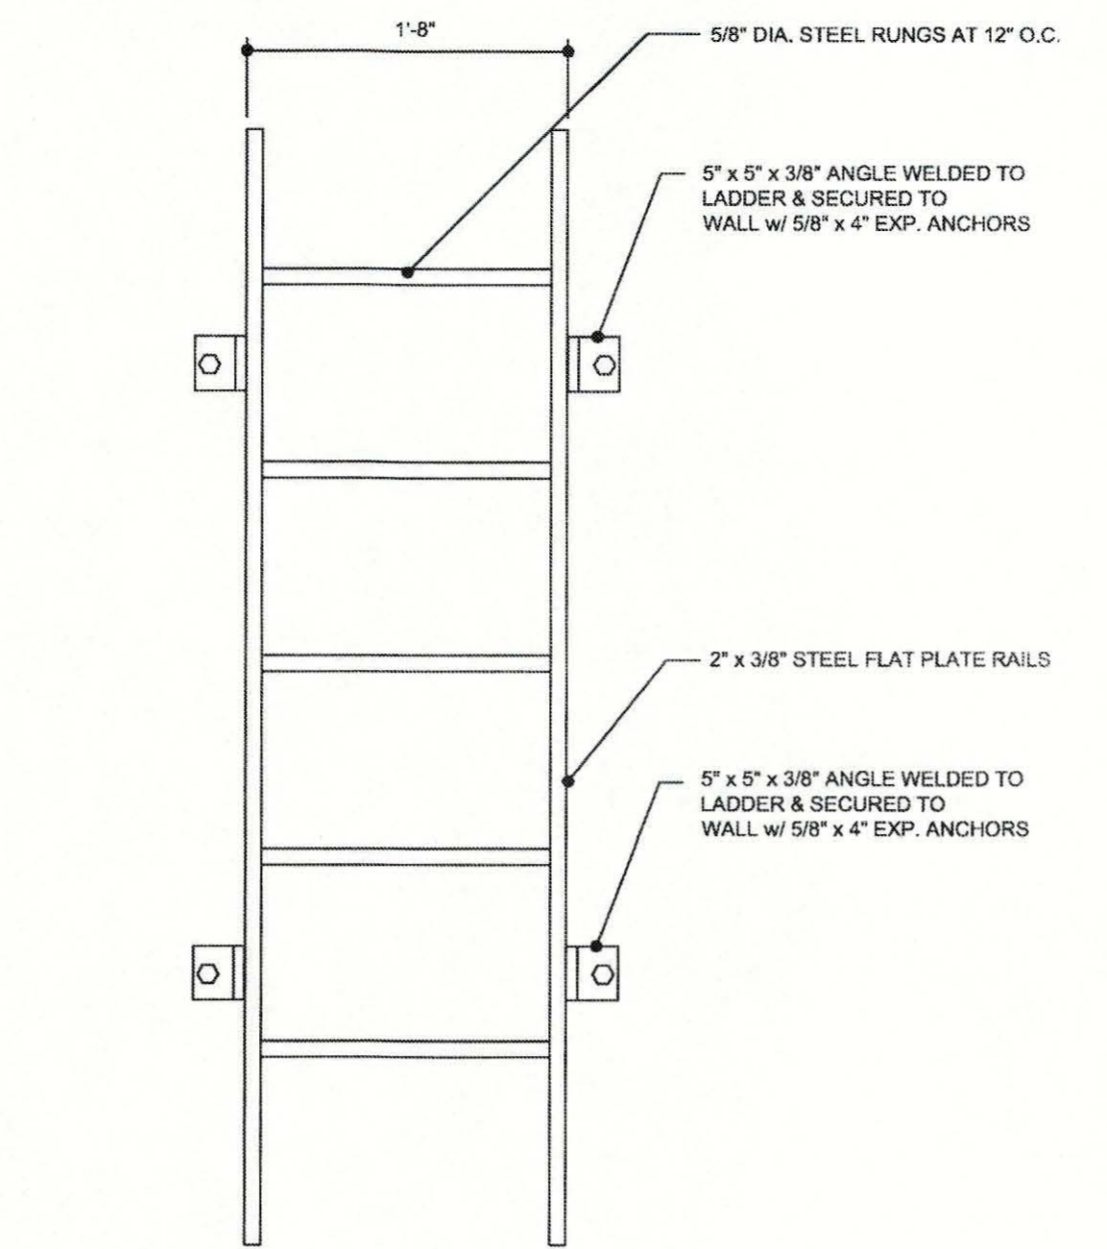 1'-8"
5/8" DIA. STEEL RUNGS AT 12" O.C.
5" x 5" x 3/8" ANGLE WELDED TO
LADDER & SECURED TO
WALL w/ 5/8" x 4" EXP. ANCHORS
2" x 3/8" STEEL FLAT PLATE RAILS
5" x 5" x 3/8" ANGLE WELDED TO
LADDER & SECURED TO
WALL w/ 5/8" x 4" EXP. ANCHORS